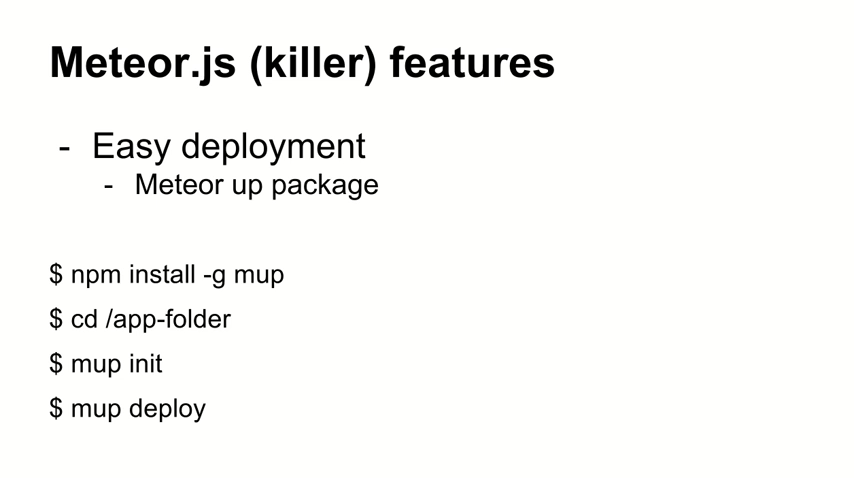 Meteor.js (killer) features
- Easy deployment
- Meteor up package
$ npm install -g mup
$ cd /app-folder
$ mup init
$ mup deploy